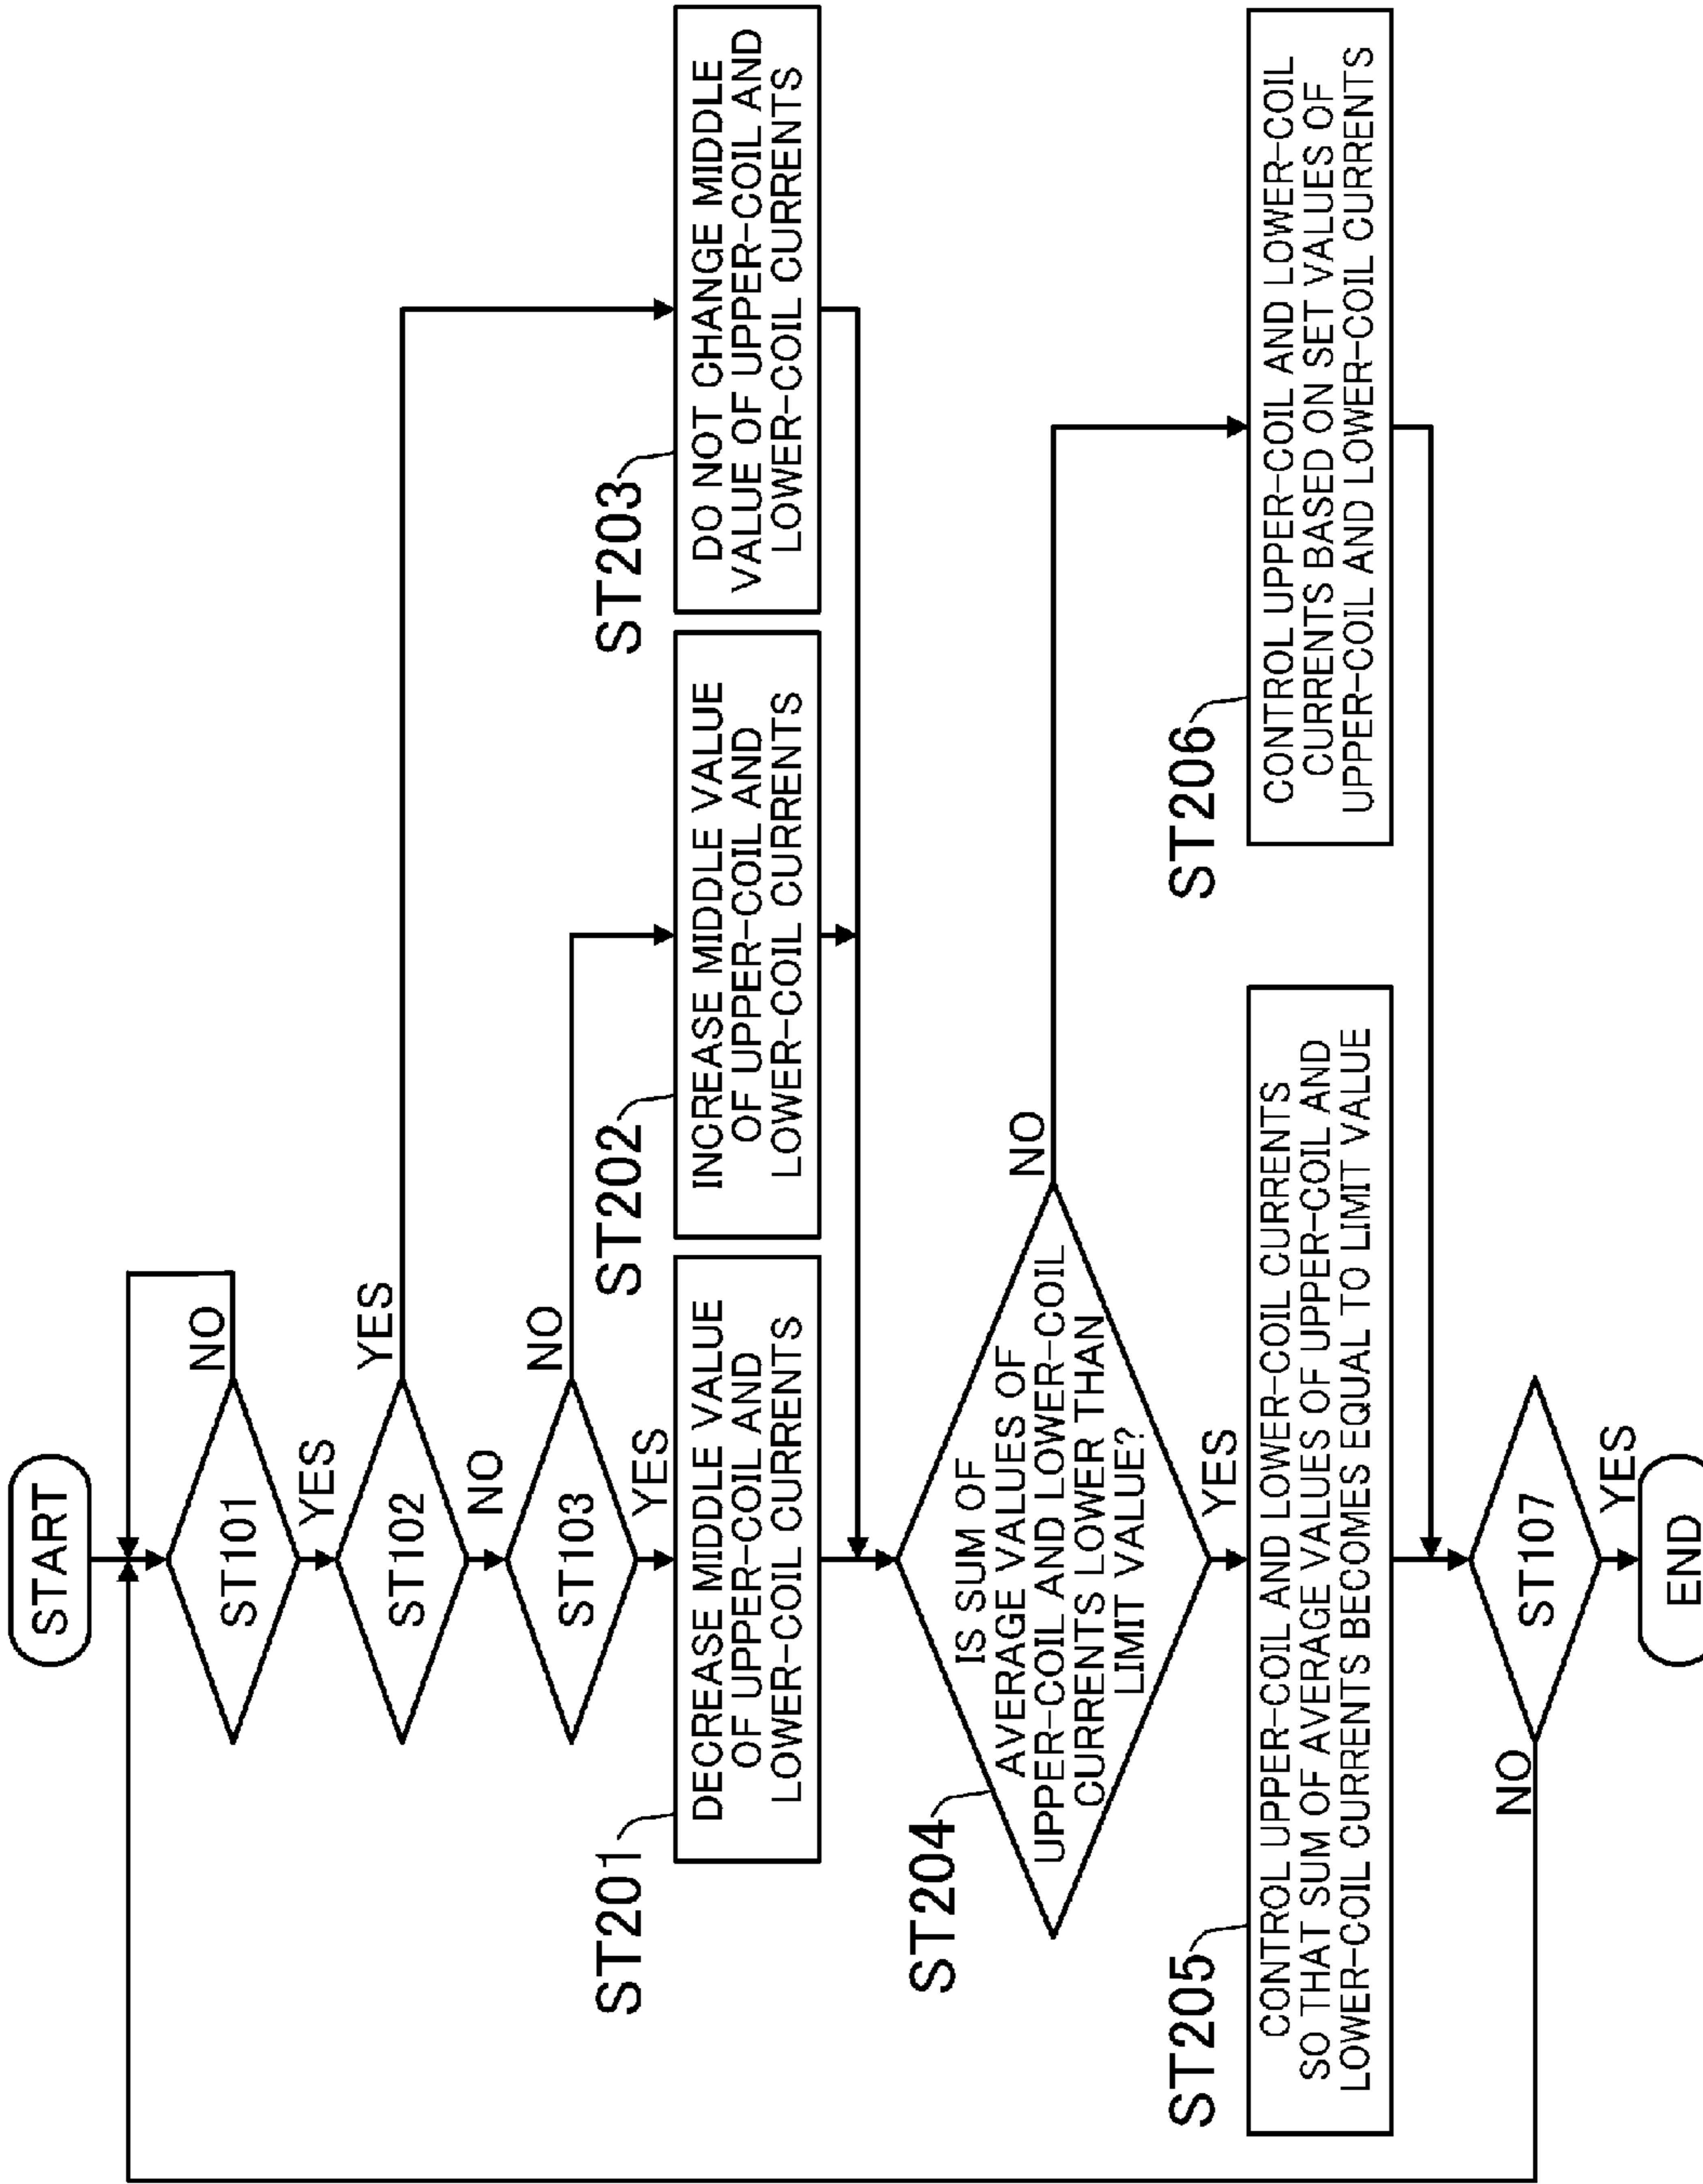 START
ST101
NO
YES
ST102
YES
NO
ST103
NO
YES
ST201
DECREASE MIDDLE VALUE
OF UPPER-COIL AND
LOWER-COIL CURRENTS
ST202
INCREASE MIDDLE VALUE
OF UPPER-COIL AND
LOWER-COIL CURRENTS
ST203
DO NOT CHANGE MIDDLE
VALUE OF UPPER-COIL AND
LOWER-COIL CURRENTS
ST204
IS SUM OF
AVERAGE VALUES OF
UPPER-COIL AND LOWER-COIL
CURRENTS LOWER THAN
LIMIT VALUE?
NO
YES
ST205
CONTROL UPPER-COIL AND LOWER-COIL CURRENTS
SO THAT SUM OF AVERAGE VALUES OF UPPER-COIL AND
LOWER-COIL CURRENTS BECOMES EQUAL TO LIMIT VALUE
ST206
CONTROL UPPER-COIL AND LOWER-COIL
CURRENTS BASED ON SET VALUES OF
UPPER-COIL AND LOWER-COIL CURRENTS
ST107
NO
YES
END